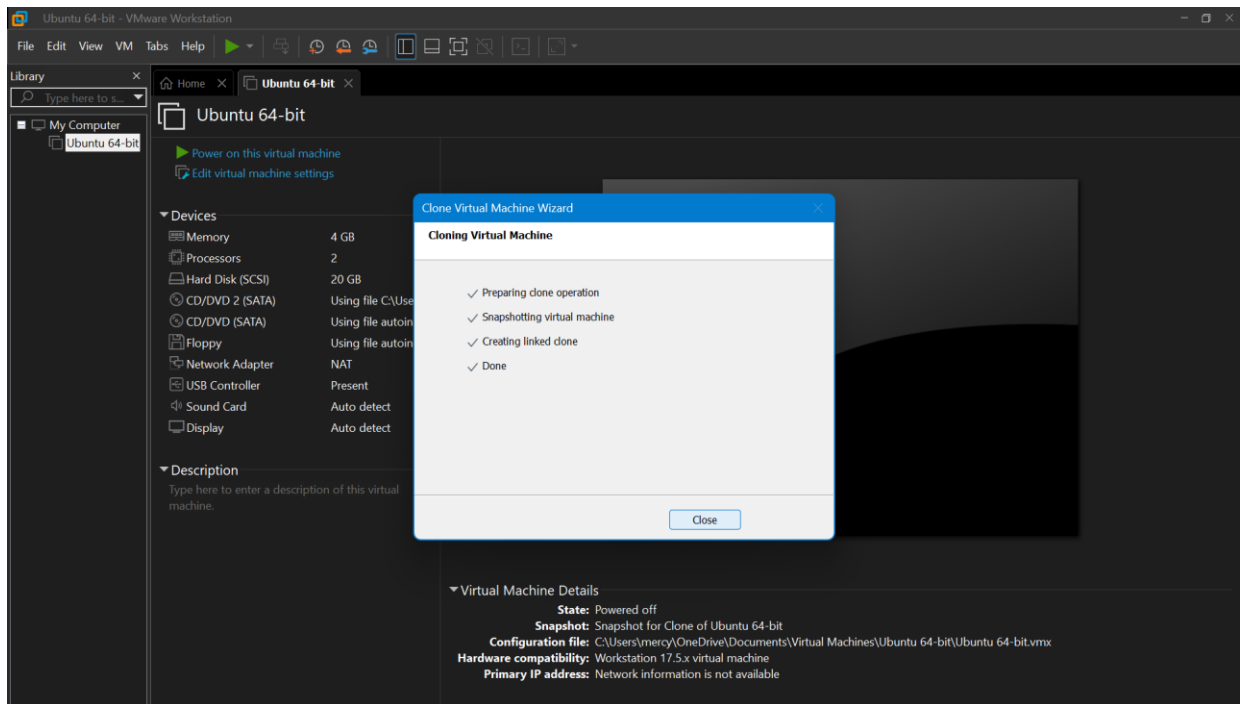 Ubuntu 64-bit - VMware Workstation
File Edit View VM Tabs Help
Library
Type here to s...
My Computer
Ubuntu 64-bit
Home
Ubuntu 64-bit
Ubuntu 64-bit
Power on this virtual machine
Edit virtual machine settings
Devices
Memory 4 GB
Processors 2
Hard Disk (SCSI) 20 GB
CD/DVD 2 (SATA) Using file C:\Use
CD/DVD (SATA) Using file autoin
Floppy Using file autoin
Network Adapter NAT
USB Controller Present
Sound Card Auto detect
Display Auto detect
Description
Type here to enter a description of this virtual
machine.
Clone Virtual Machine Wizard
Cloning Virtual Machine
Preparing clone operation
Snapshotting virtual machine
Creating linked clone
Done
Close
Virtual Machine Details
State: Powered off
Snapshot: Snapshot for Clone of Ubuntu 64-bit
Configuration file: C:\Users\mercy\OneDrive\Documents\Virtual Machines\Ubuntu 64-bit\Ubuntu 64-bit.vmx
Hardware compatibility: Workstation 17.5.x virtual machine
Primary IP address: Network information is not available